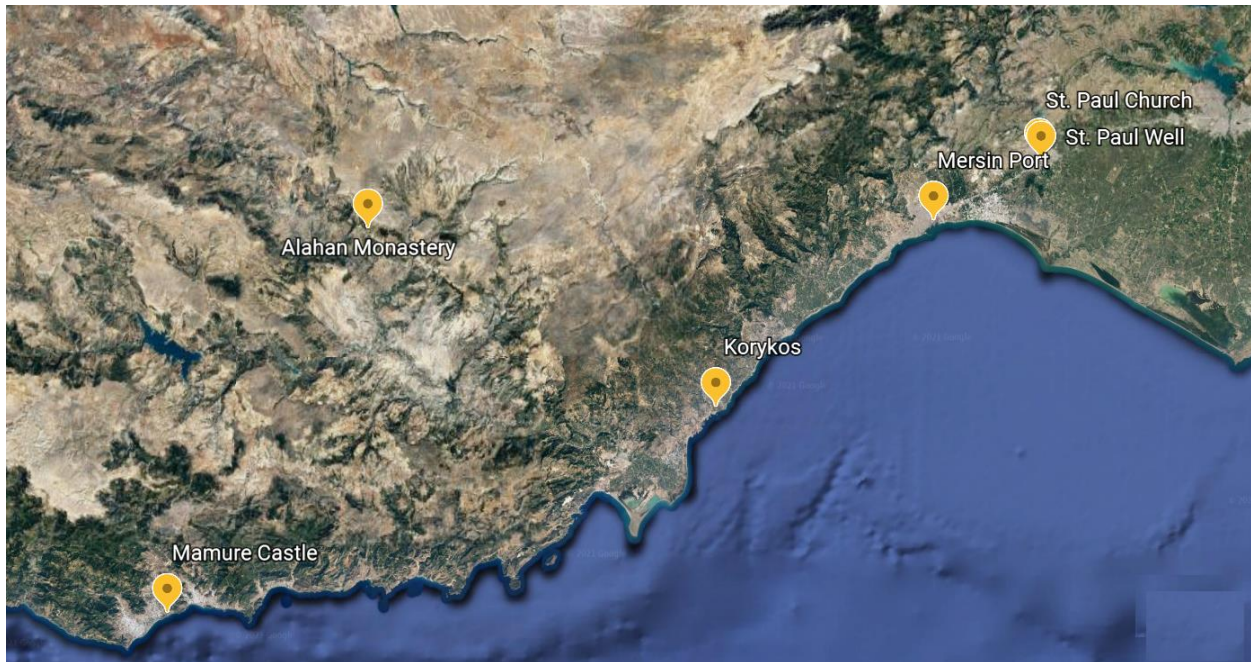 St. Paul Church
St. Paul Well
Mersin Port
Alahan Monastery
Korykos
Mamure Castle